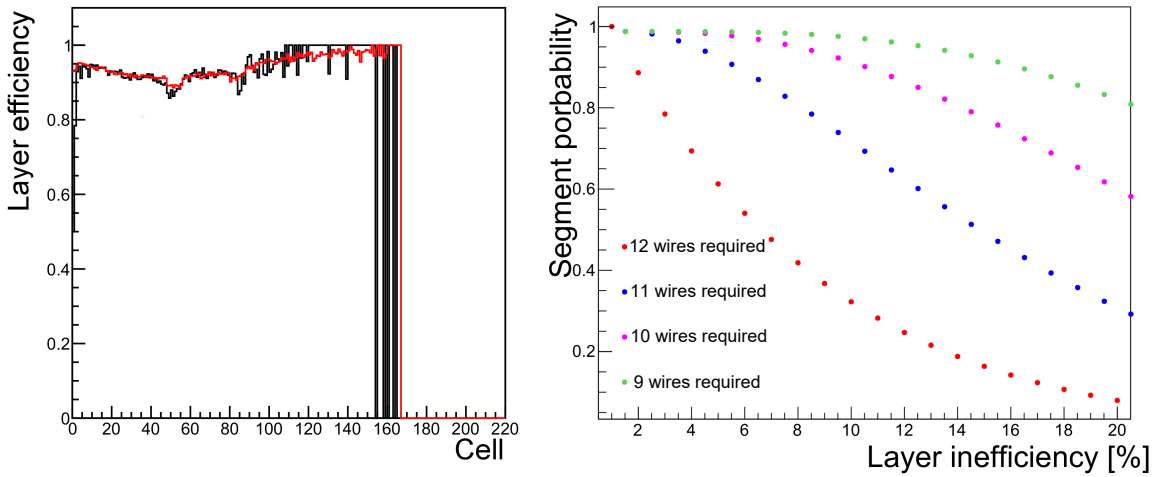 Layer efficiency
1
0.8
0.6
0.4
0.2
0
0 20 40 60 80 100 120 140 160 180 200 220
Cell
Segment porbability
1
0.8
0.6
0.4
0.2
12 wires required
11 wires required
10 wires required
9 wires required
2 4 6 8 10 12 14 16 18 20
Layer inefficiency [%]